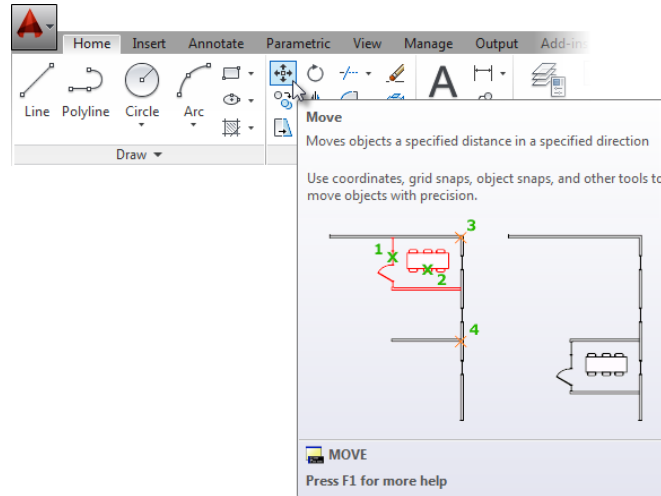 Home Insert Annotate Parametric View Manage Output Add-ins
Line Polyline Circle Arc
A
Draw
Move
Moves objects a specified distance in a specified direction
Use coordinates, grid snaps, object snaps, and other tools to
move objects with precision.
3
1
2
4
MOVE
Press F1 for more help